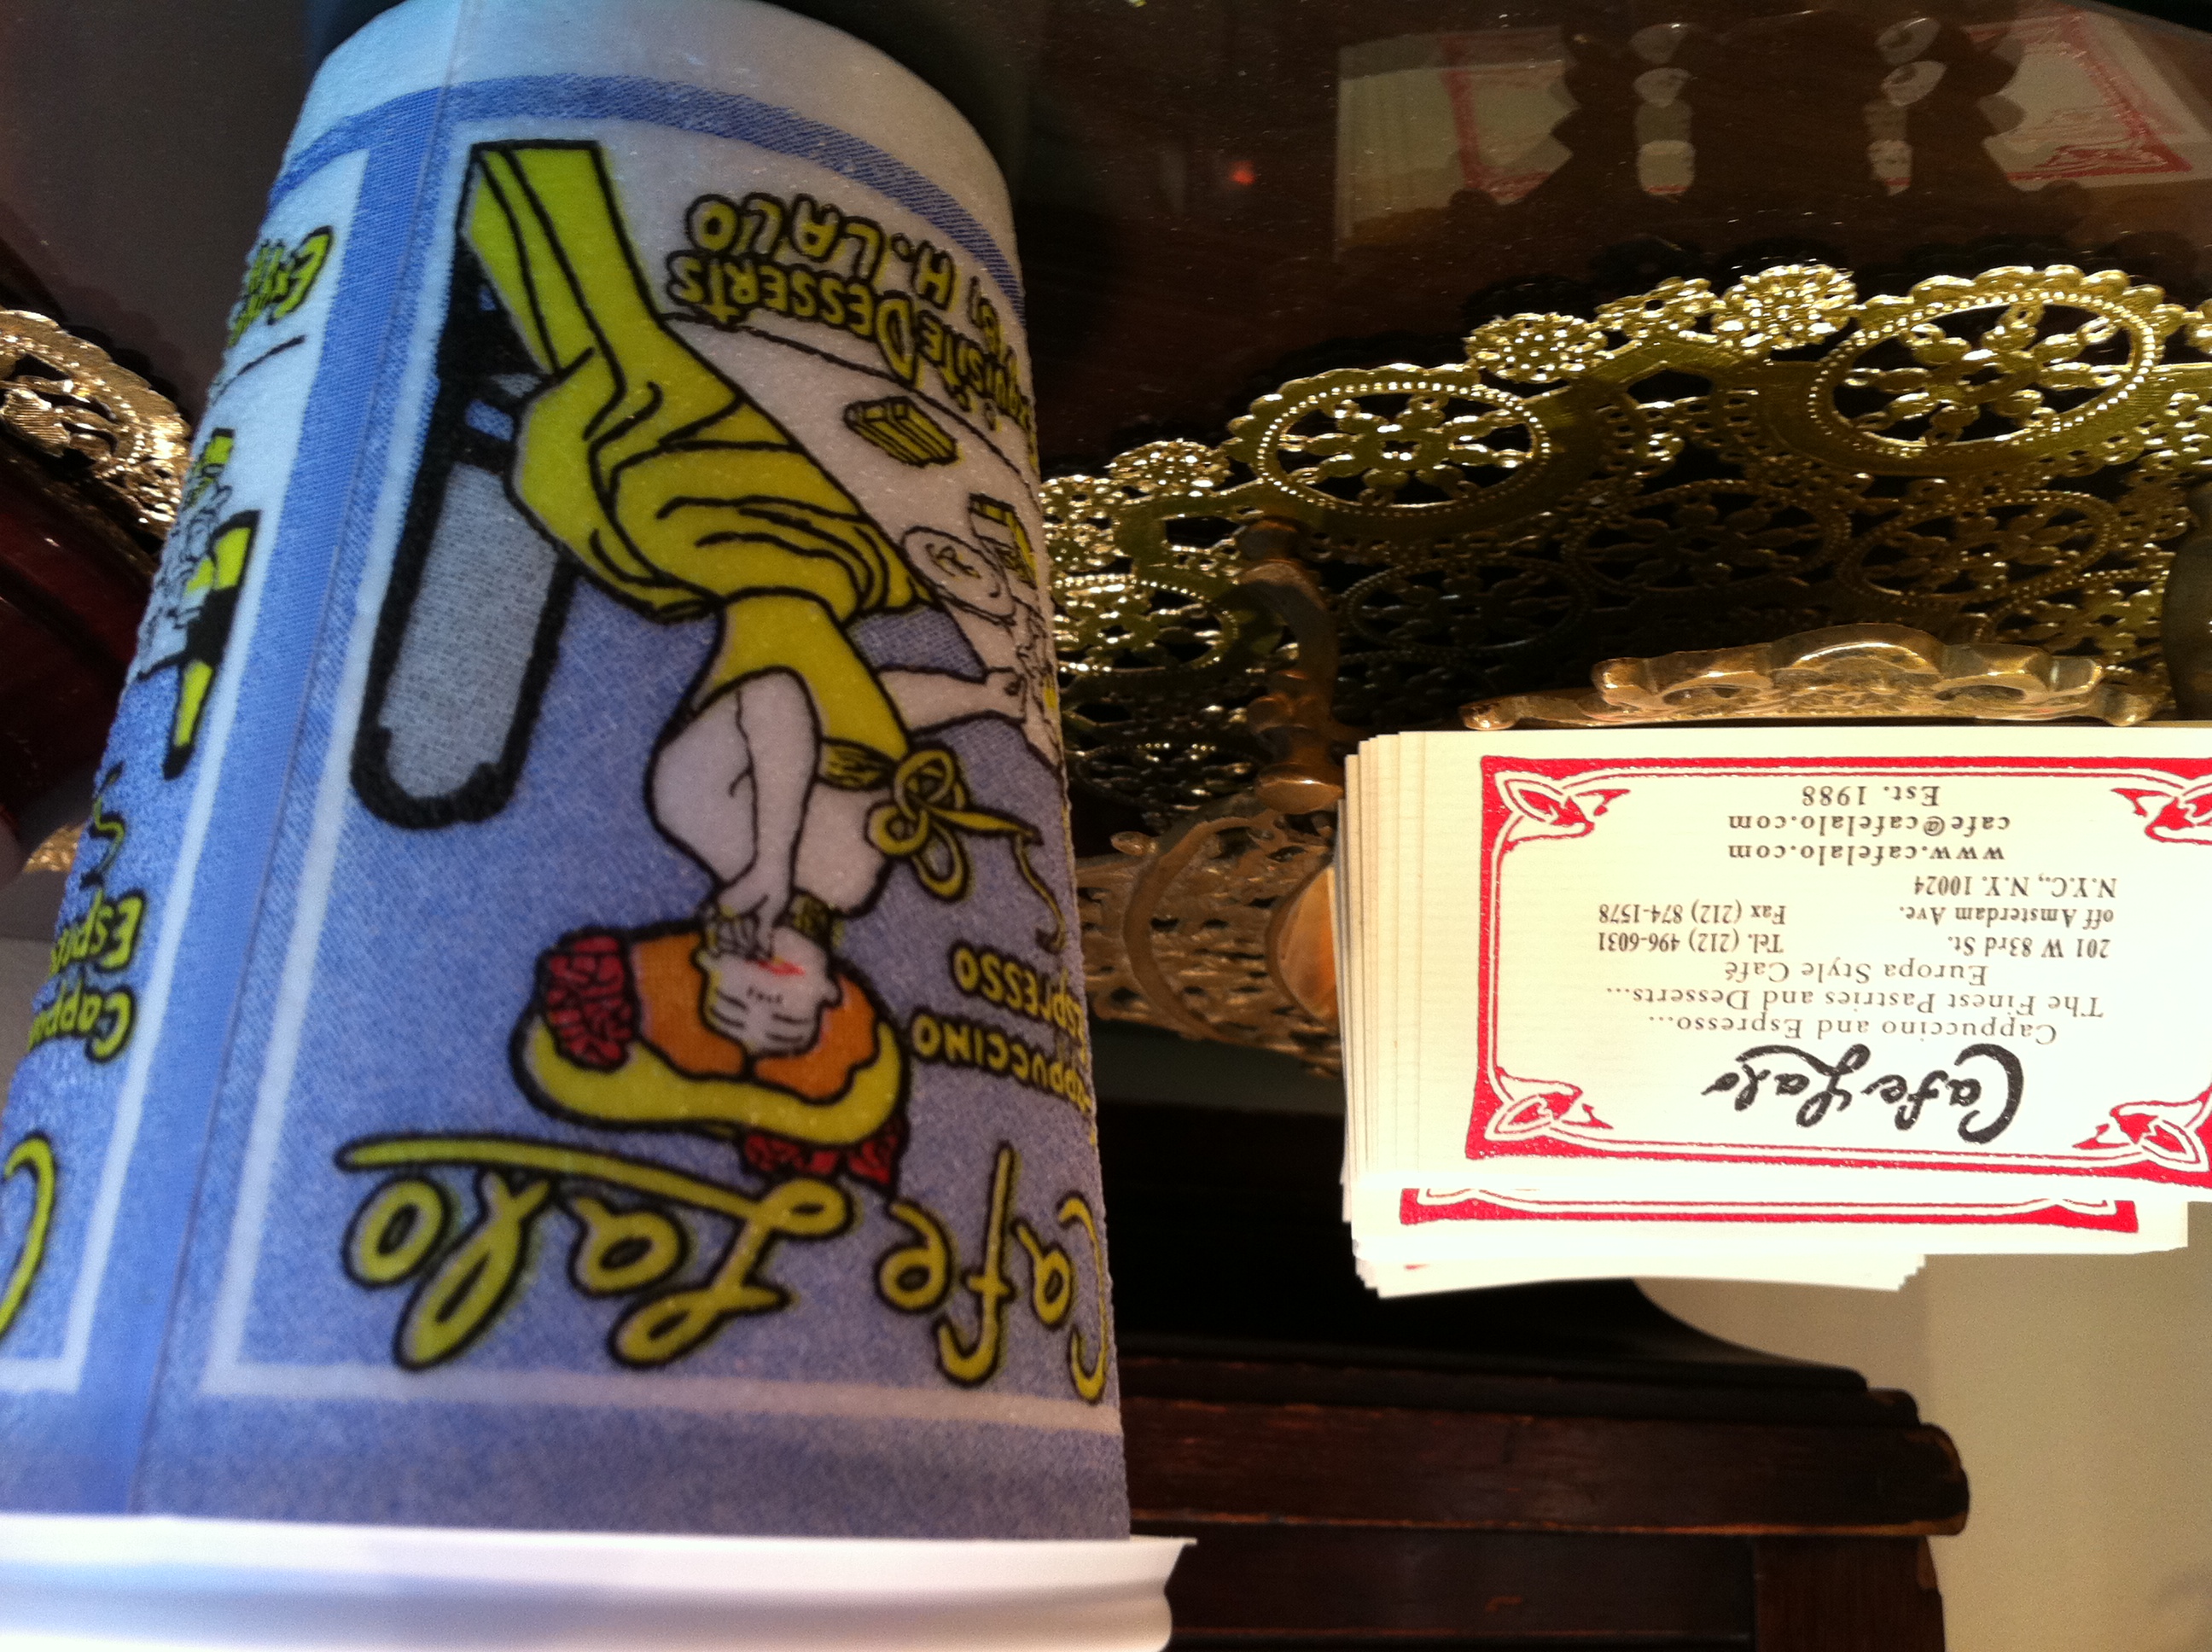 Cafe Lalo
Cappuccino
Espresso
Exquisite Desserts
By
H. LALO
Cafe Lalo
Cappuccino and Espresso...
The Finest Pastries and Desserts...
Europa Style Café
201 W 83rd St. Tel. (212) 496-6031
off Amsterdam Ave. Fax (212) 874-1578
N.Y.C., N.Y. 10024
www.cafelalo.com
cafe@cafelalo.com
Est. 1988